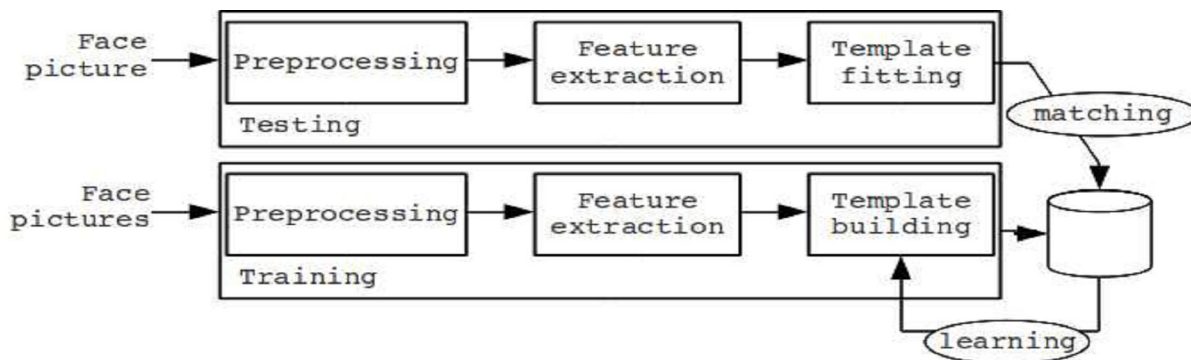 Face
picture
Preprocessing
Feature
extraction
Template
fitting
Testing
matching
Face
pictures
Preprocessing
Feature
extraction
Template
building
Training
learning